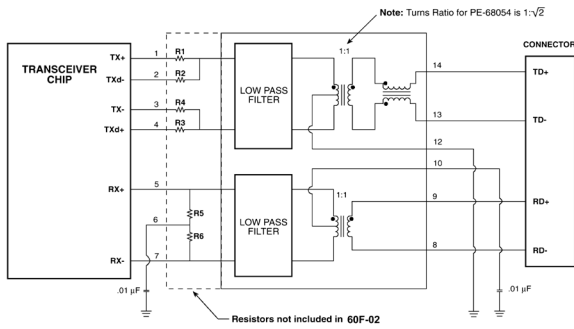 Note: Turns Ratio for PE-68054 is 1:√2
CONNECTOR
TRANSCEIVER
CHIP
TX+
1
R1
TXd-
2
R2
TX-
3
R4
TXd+
4
R3
LOW PASS
FILTER
1:1
14
TD+
13
TD-
12
10
RX+
5
6
R5
R6
RX-
7
LOW PASS
FILTER
1:1
9
RD+
8
RD-
.01 µF
.01 µF
Resistors not included in 60F-02